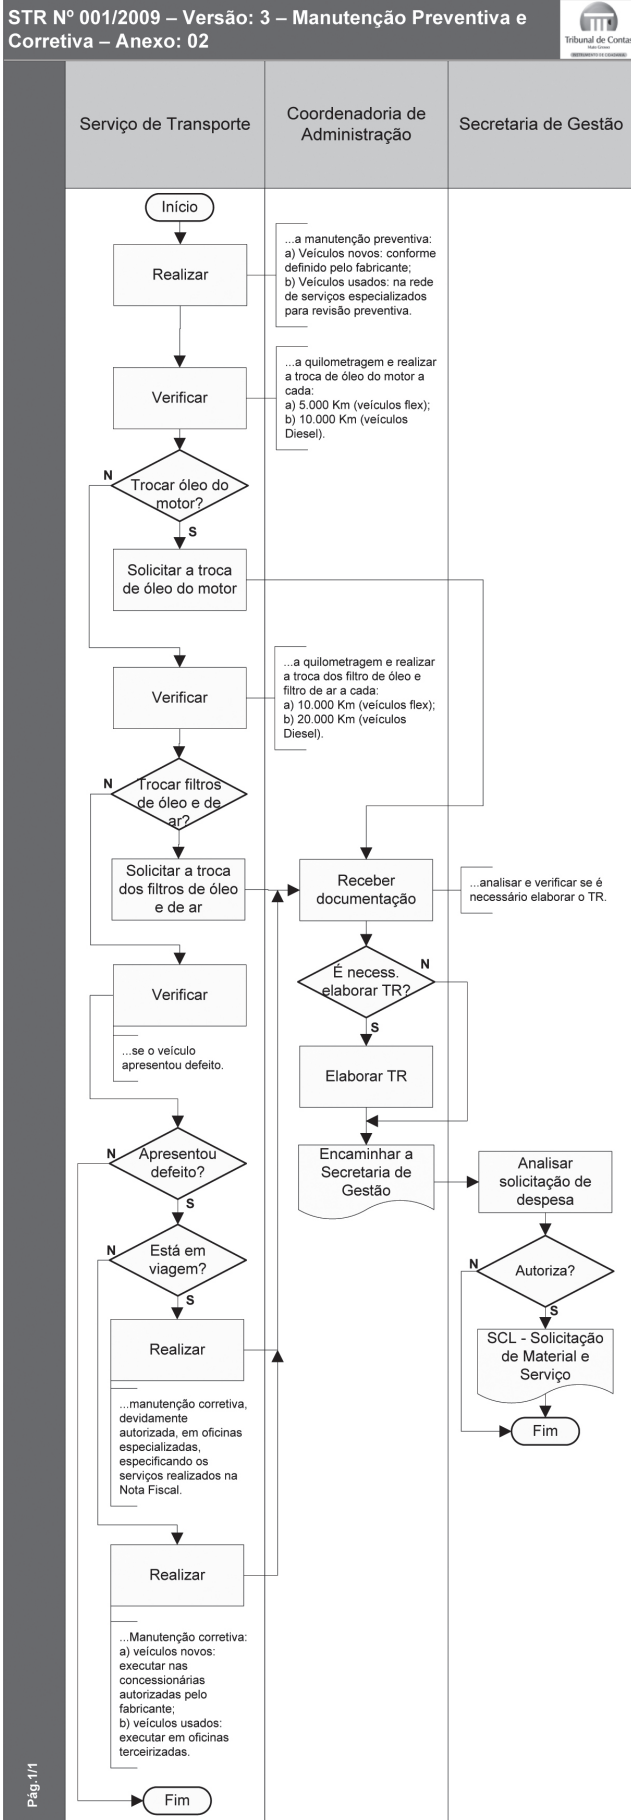 STR Nº 001/2009 – Versão: 3 – Manutenção Preventiva e
Corretiva – Anexo: 02
Tribunal de Contas
Mato Grosso
INSTRUMENTO DE CIDADANIA
Serviço de Transporte
Coordenadoria de
Administração
Secretaria de Gestão
Início
Realizar
...a manutenção preventiva:
a) Veículos novos: conforme
definido pelo fabricante;
b) Veículos usados: na rede
de serviços especializados
para revisão preventiva.
Verificar
...a quilometragem e realizar
a troca de óleo do motor a
cada:
a) 5.000 Km (veículos flex);
b) 10.000 Km (veículos
Diesel).
N
Trocar óleo do
motor?
S
Solicitar a troca
de óleo do motor
Verificar
...a quilometragem e realizar
a troca dos filtro de óleo e
filtro de ar a cada:
a) 10.000 Km (veículos flex);
b) 20.000 Km (veículos
Diesel).
N
Trocar filtros
de óleo e de
ar?
Solicitar a troca
dos filtros de óleo
e de ar
Receber
documentação
...analisar e verificar se é
necessário elaborar o TR.
Verificar
...se o veículo
apresentou defeito.
É necess.
elaborar TR?
N
S
Elaborar TR
Encaminhar a
Secretaria de
Gestão
Analisar
solicitação de
despesa
N
Apresentou
defeito?
S
N
Está em
viagem?
S
N
Autoriza?
S
SCL - Solicitação
de Material e
Serviço
Fim
Realizar
...manutenção corretiva,
devidamente
autorizada, em oficinas
especializadas,
especificando os
serviços realizados na
Nota Fiscal.
Realizar
...Manutenção corretiva:
a) veículos novos:
executar nas
concessionárias
autorizadas pelo
fabricante;
b) veículos usados:
executar em oficinas
terceirizadas.
Fim
Pág.1/1